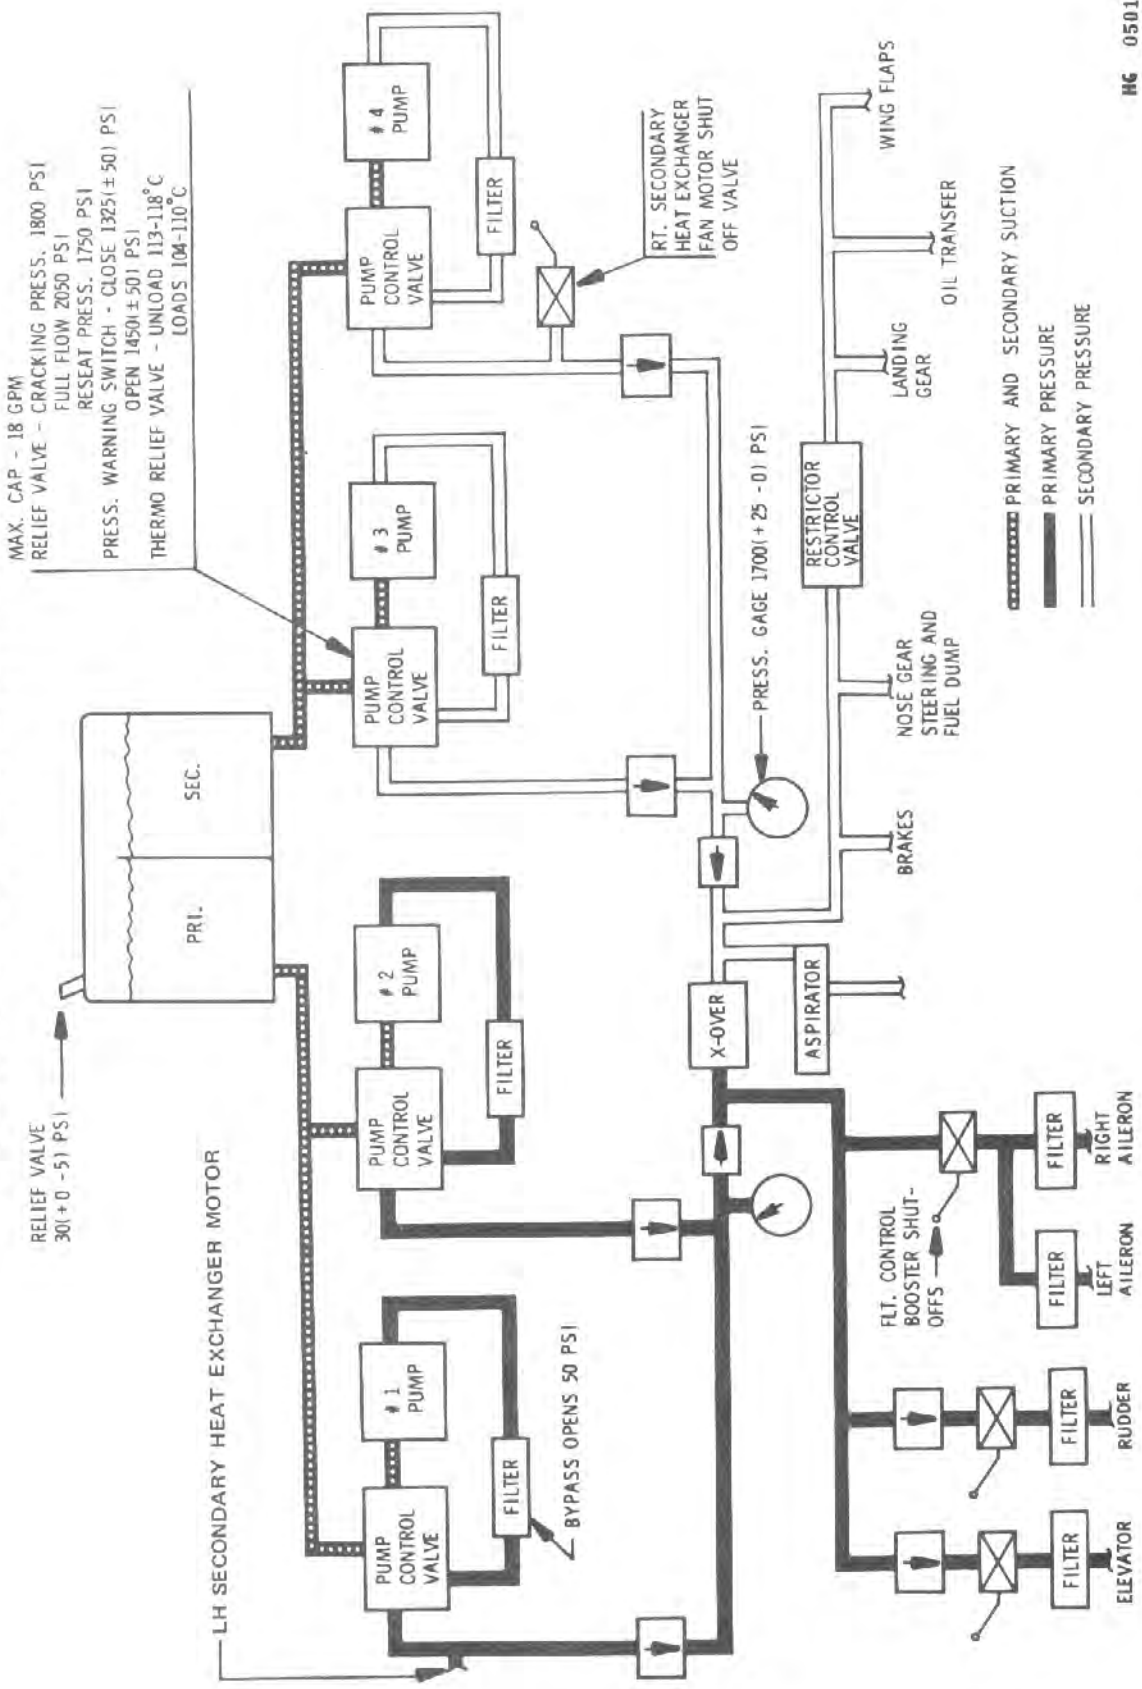 RELIEF VALVE
30(+0 -5) PSI
MAX. CAP - 18 GPM
RELIEF VALVE - CRACKING PRESS. 1800 PSI
FULL FLOW 2050 PSI
RESEAT PRESS. 1750 PSI
PRESS. WARNING SWITCH - CLOSE 1325(±50) PSI
OPEN 1450(±50) PSI
THERMO RELIEF VALVE - UNLOAD 113-118°C
LOADS 104-110°C
PRI.
SEC.
LH SECONDARY HEAT EXCHANGER MOTOR
PUMP
CONTROL
VALVE
#1
PUMP
FILTER
BYPASS OPENS 50 PSI
PUMP
CONTROL
VALVE
#2
PUMP
FILTER
PUMP
CONTROL
VALVE
#3
PUMP
FILTER
PUMP
CONTROL
VALVE
#4
PUMP
FILTER
RT. SECONDARY
HEAT EXCHANGER
FAN MOTOR SHUT
OFF VALVE
PRESS. GAGE 1700(+25 -0) PSI
X-OVER
ASPIRATOR
RESTRICTOR
CONTROL
VALVE
BRAKES
NOSE GEAR
STEERING AND
FUEL DUMP
LANDING
GEAR
OIL TRANSFER
WING FLAPS
FLT. CONTROL
BOOSTER SHUT-
OFFS
FILTER
FILTER
FILTER
FILTER
ELEVATOR
RUDDER
LEFT
AILERON
RIGHT
AILERON
PRIMARY AND SECONDARY SUCTION
PRIMARY PRESSURE
SECONDARY PRESSURE
HG 0501